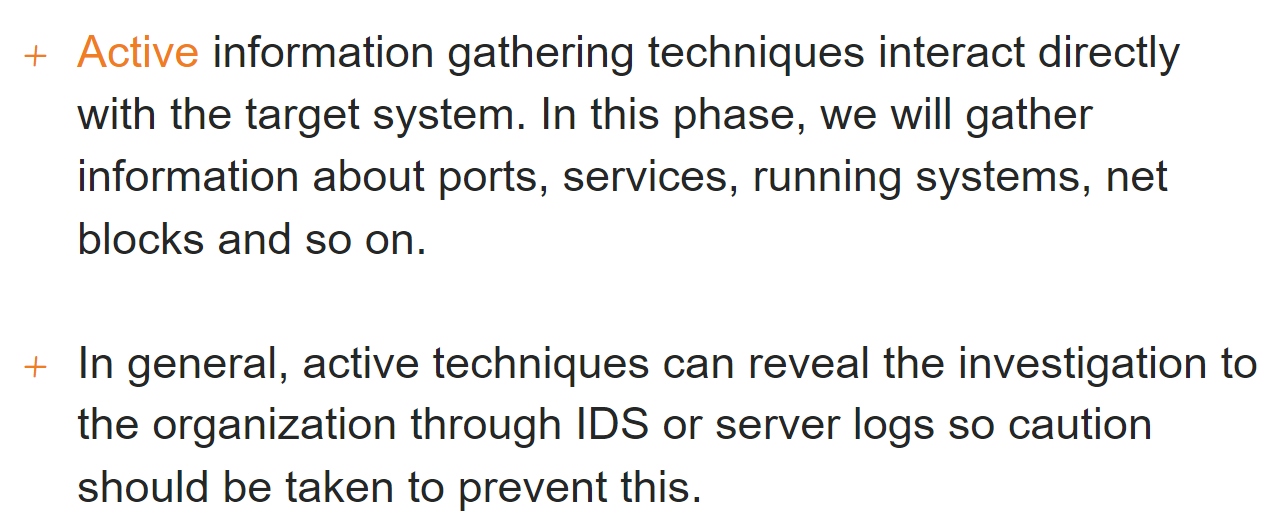 + Active information gathering techniques interact directly
with the target system. In this phase, we will gather
information about ports, services, running systems, net
blocks and so on.
+ In general, active techniques can reveal the investigation to
the organization through IDS or server logs so caution
should be taken to prevent this.